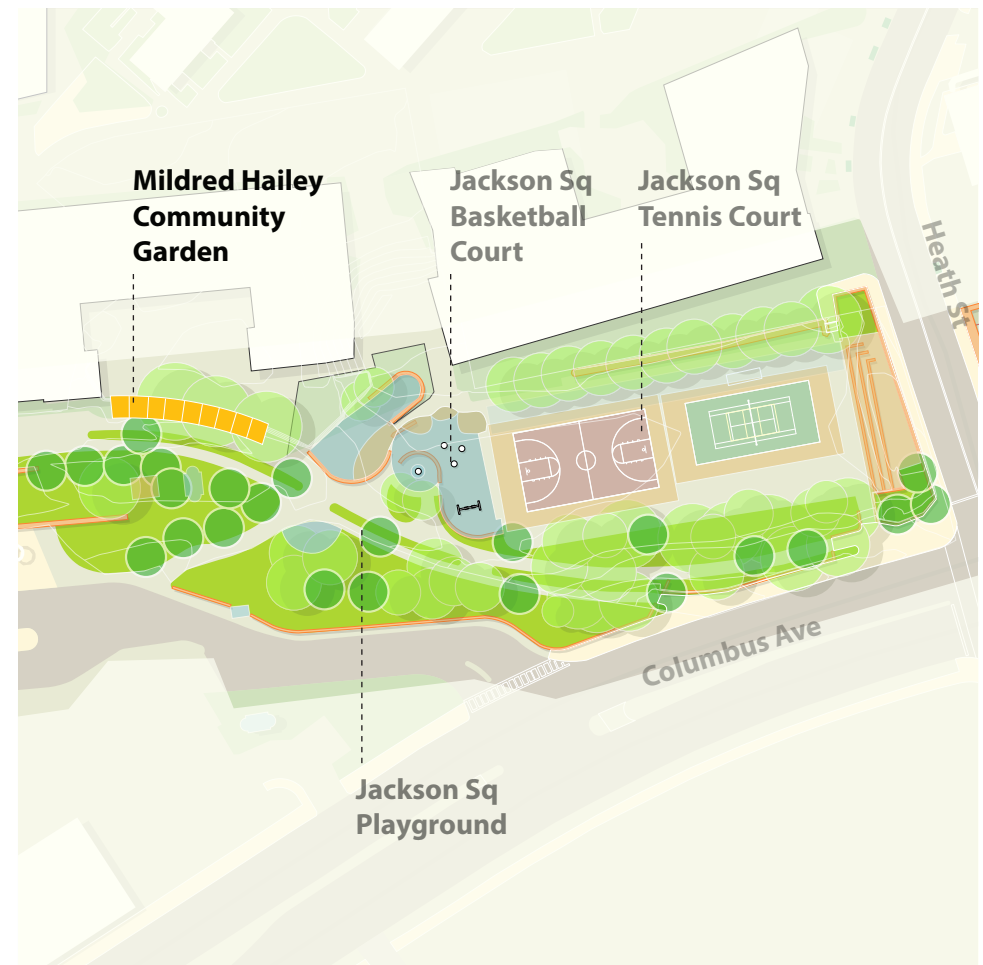 Mildred Hailey
Community
Garden
Jackson Sq
Basketball
Court
Jackson Sq
Tennis Court
Heath St
Columbus Ave
Jackson Sq
Playground